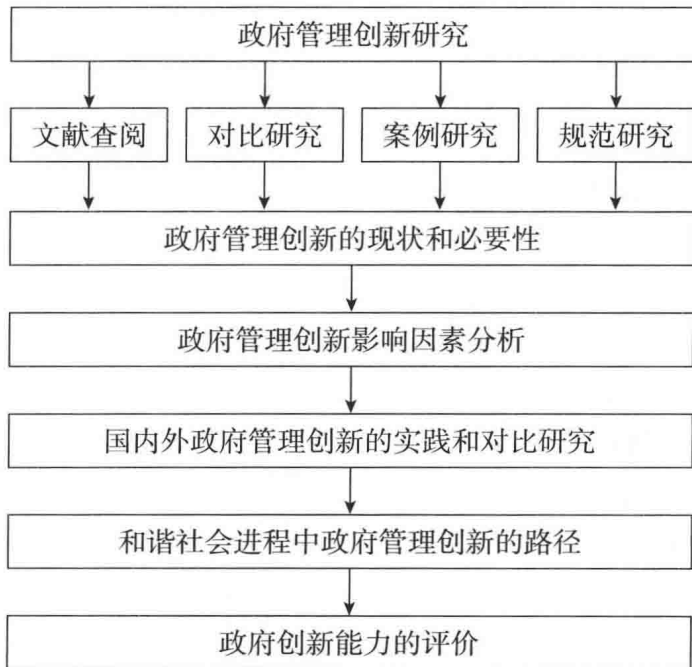 政府管理创新研究
文献查阅
对比研究
案例研究
规范研究
政府管理创新的现状和必要性
政府管理创新影响因素分析
国内外政府管理创新的实践和对比研究
和谐社会进程中政府管理创新的路径
政府创新能力的评价